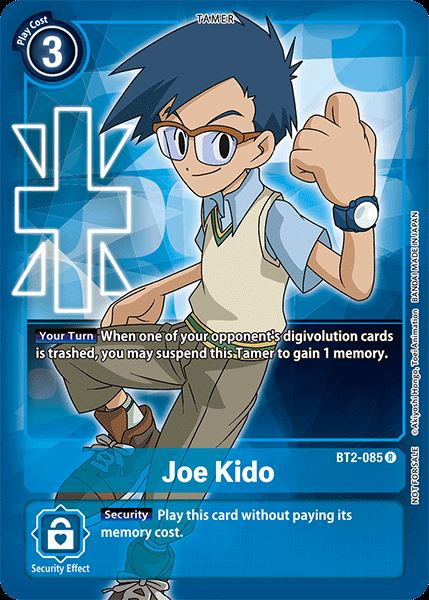 TAMER
Play Cost
3
Your Turn When one of your opponent's digivolution cards
is trashed, you may suspend this Tamer to gain 1 memory.
BT2-085 R
Joe Kido
Security Play this card without paying its
memory cost.
Security Effect
NOT FOR SALE ©Akiyoshi Hongo, Toei Animation BANDAI MADE IN JAPAN